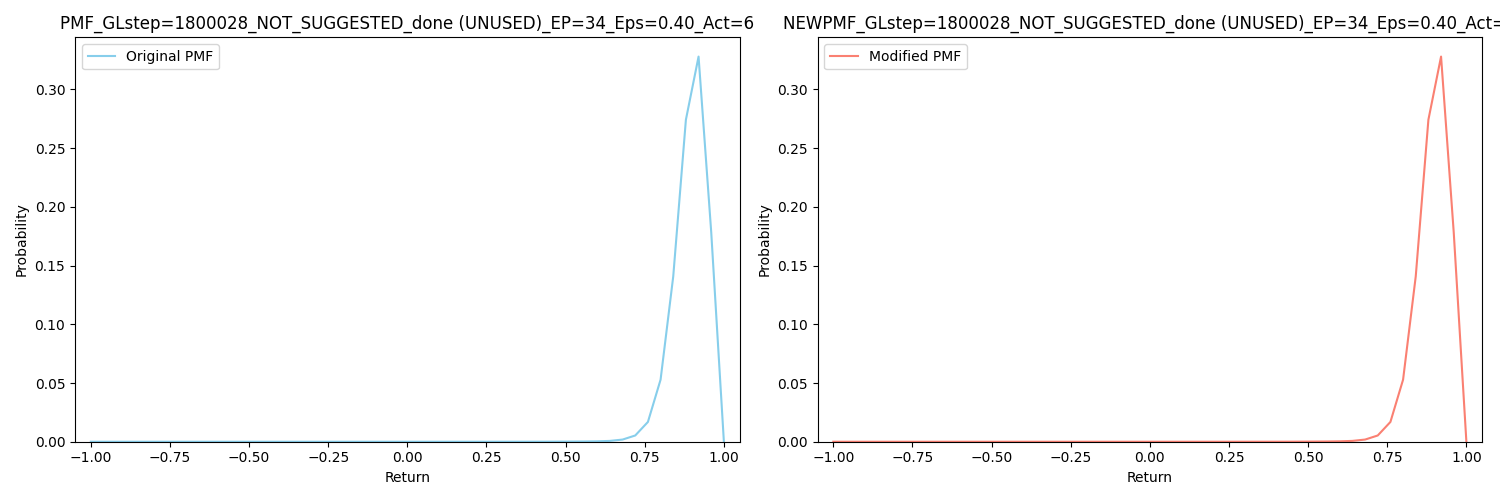 PMF_GLstep=1800028_NOT_SUGGESTED_done (UNUSED)_EP=34_Eps=0.40_Act=6
Original PMF
0.30
0.25
0.20
0.15
0.10
0.05
0.00
Probability
−1.00 −0.75 −0.50 −0.25 0.00 0.25 0.50 0.75 1.00
Return
NEWPMF_GLstep=1800028_NOT_SUGGESTED_done (UNUSED)_EP=34_Eps=0.40_Act=
Modified PMF
0.30
0.25
0.20
0.15
0.10
0.05
0.00
Probability
−1.00 −0.75 −0.50 −0.25 0.00 0.25 0.50 0.75 1.00
Return